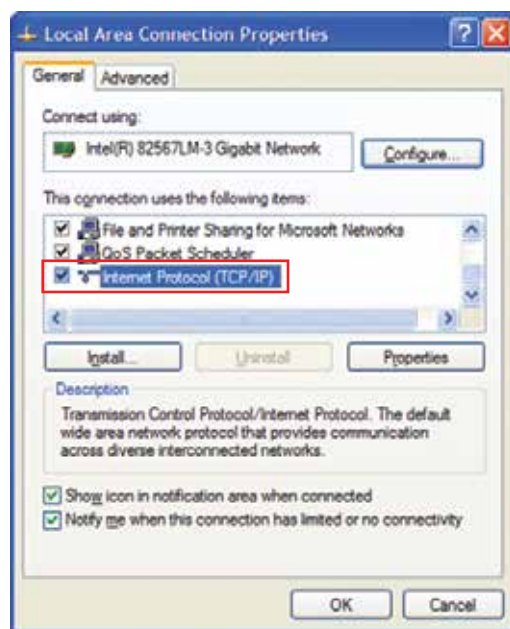 Local Area Connection Properties
General Advanced
Connect using:
Intel(R) 82567LM-3 Gigabit Network Configure...
This connection uses the following items:
File and Printer Sharing for Microsoft Networks
QoS Packet Scheduler
Internet Protocol (TCP/IP)
Install... Uninstall Properties
Description
Transmission Control Protocol/Internet Protocol. The default
wide area network protocol that provides communication
across diverse interconnected networks.
Show icon in notification area when connected
Notify me when this connection has limited or no connectivity
OK Cancel